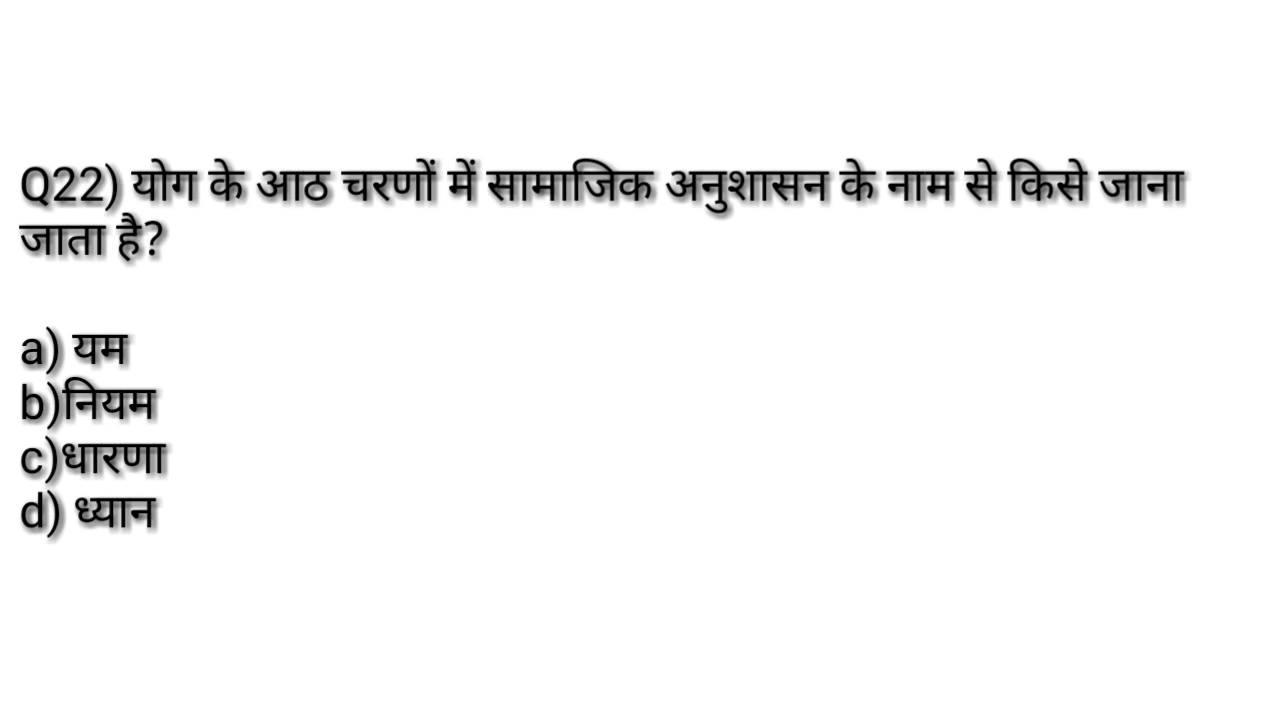 Q22) योग के आठ चरणों में सामाजिक अनुशासन के नाम से किसे जाना
जाता है?
a) यम
b)नियम
c)धारणा
d) ध्यान